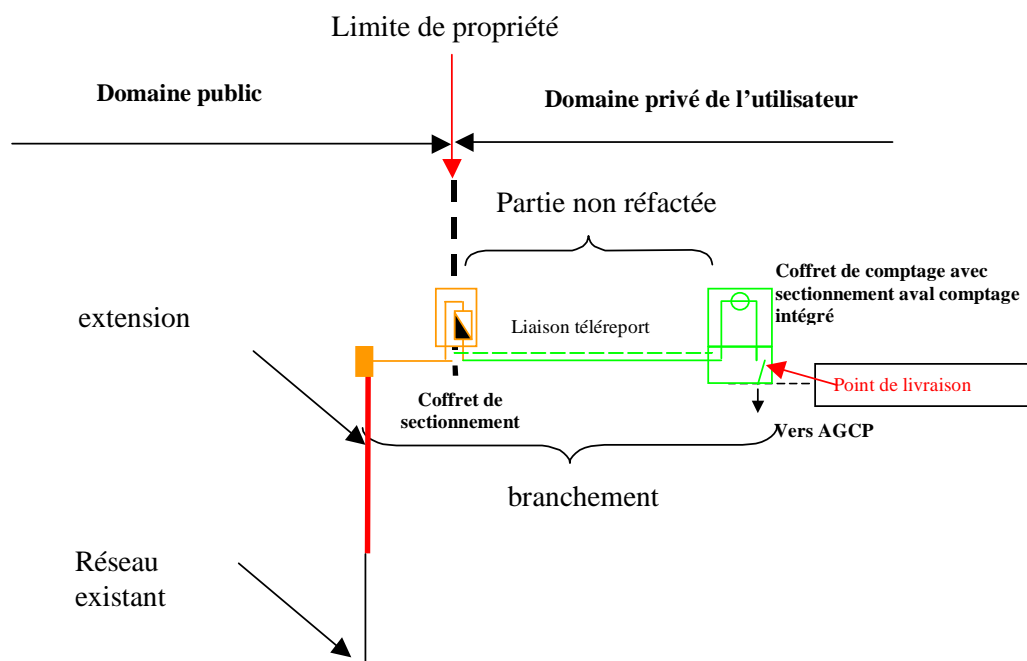 Limite de propriété
Domaine public
Domaine privé de l’utilisateur
Partie non réfactée
Coffret de comptage avec
sectionnement aval comptage
intégré
extension
Liaison téléreport
Point de livraison
Coffret de
sectionnement
Vers AGCP
branchement
Réseau
existant